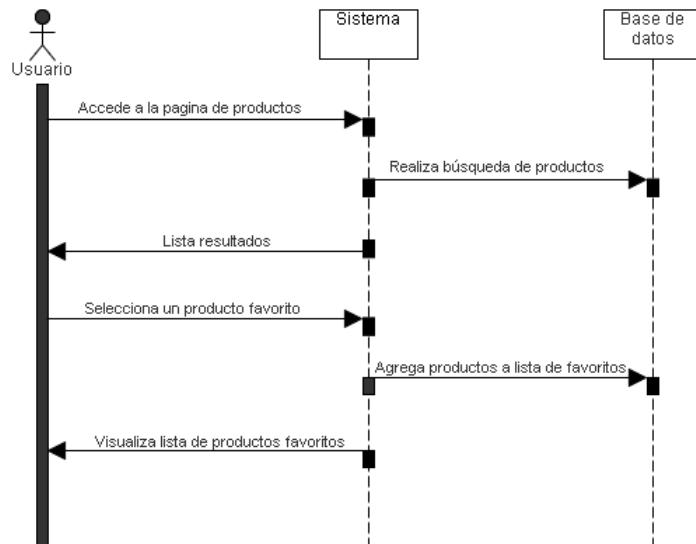 Sistema
Base de
datos
Usuario
Accede a la pagina de productos
Realiza búsqueda de productos
Lista resultados
Selecciona un producto favorito
Agrega productos a lista de favoritos
Visualiza lista de productos favoritos